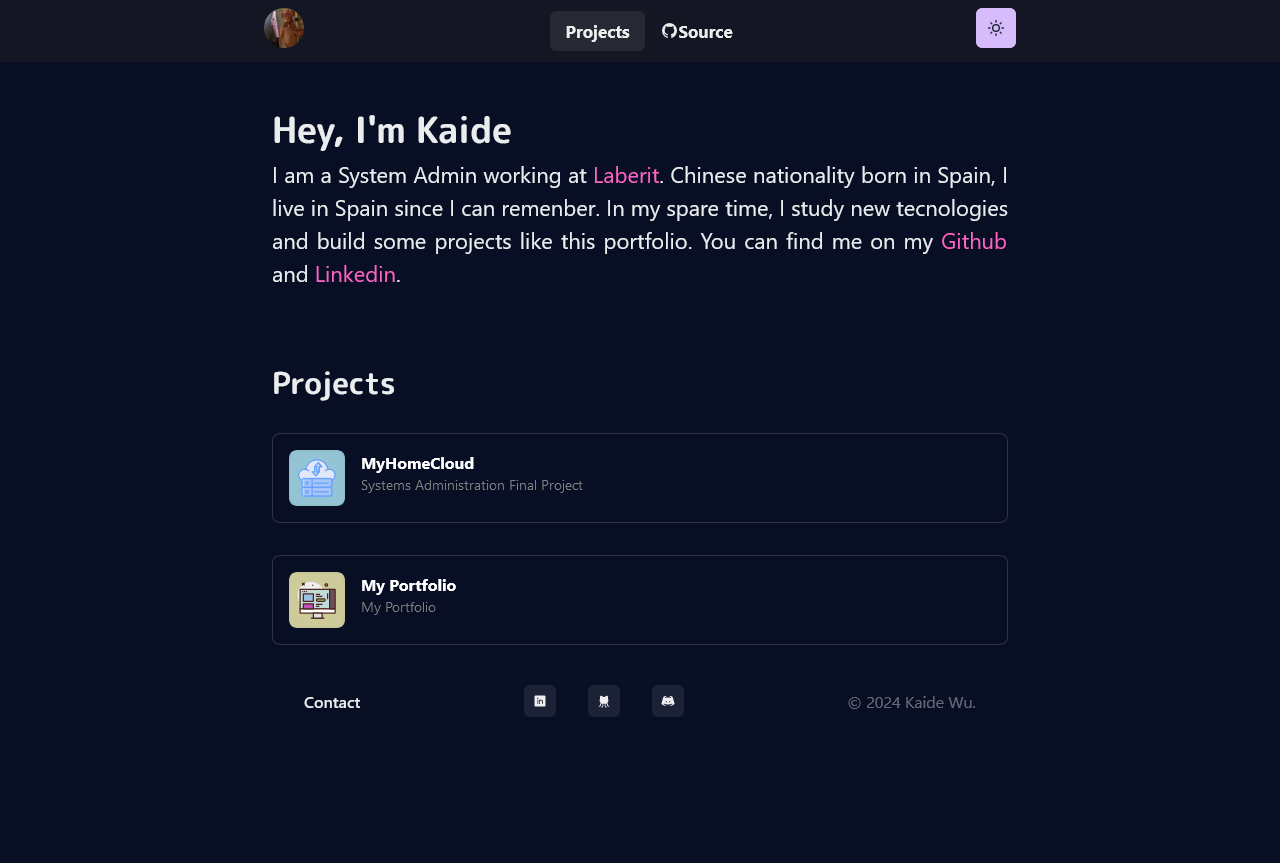 Projects
Source
Hey, I'm Kaide
I am a System Admin working at Laberit. Chinese nationality born in Spain, I
live in Spain since I can remenber. In my spare time, I study new tecnologies
and build some projects like this portfolio. You can find me on my Github
and Linkedin.
Projects
MyHomeCloud
Systems Administration Final Project
My Portfolio
My Portfolio
Contact
© 2024 Kaide Wu.